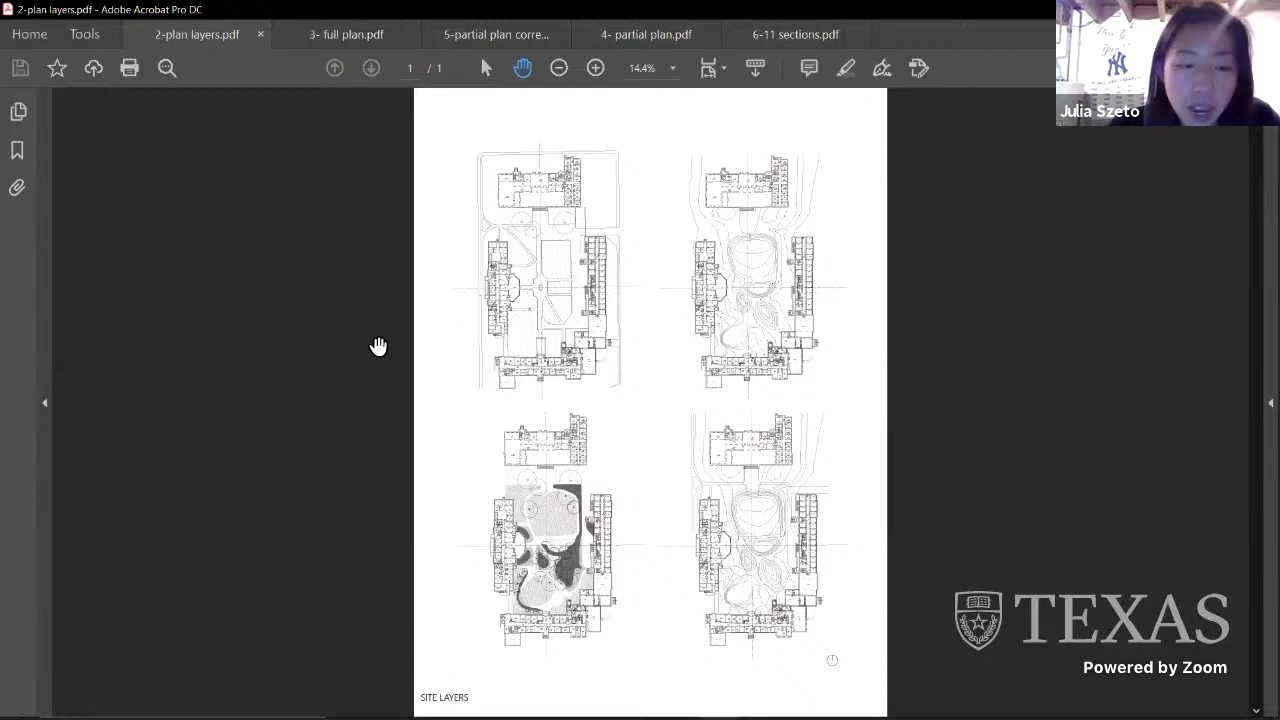 2-plan layers.pdf - Adobe Acrobat Pro DC
Home Tools 2-plan layers.pdf × 3- full plan.pdf 5-partial plan corre... 4- partial plan.pdf 6-11 sections.pdf
/ 1 14.4%
Julia Szeto
SITE LAYERS
TEXAS
Powered by Zoom